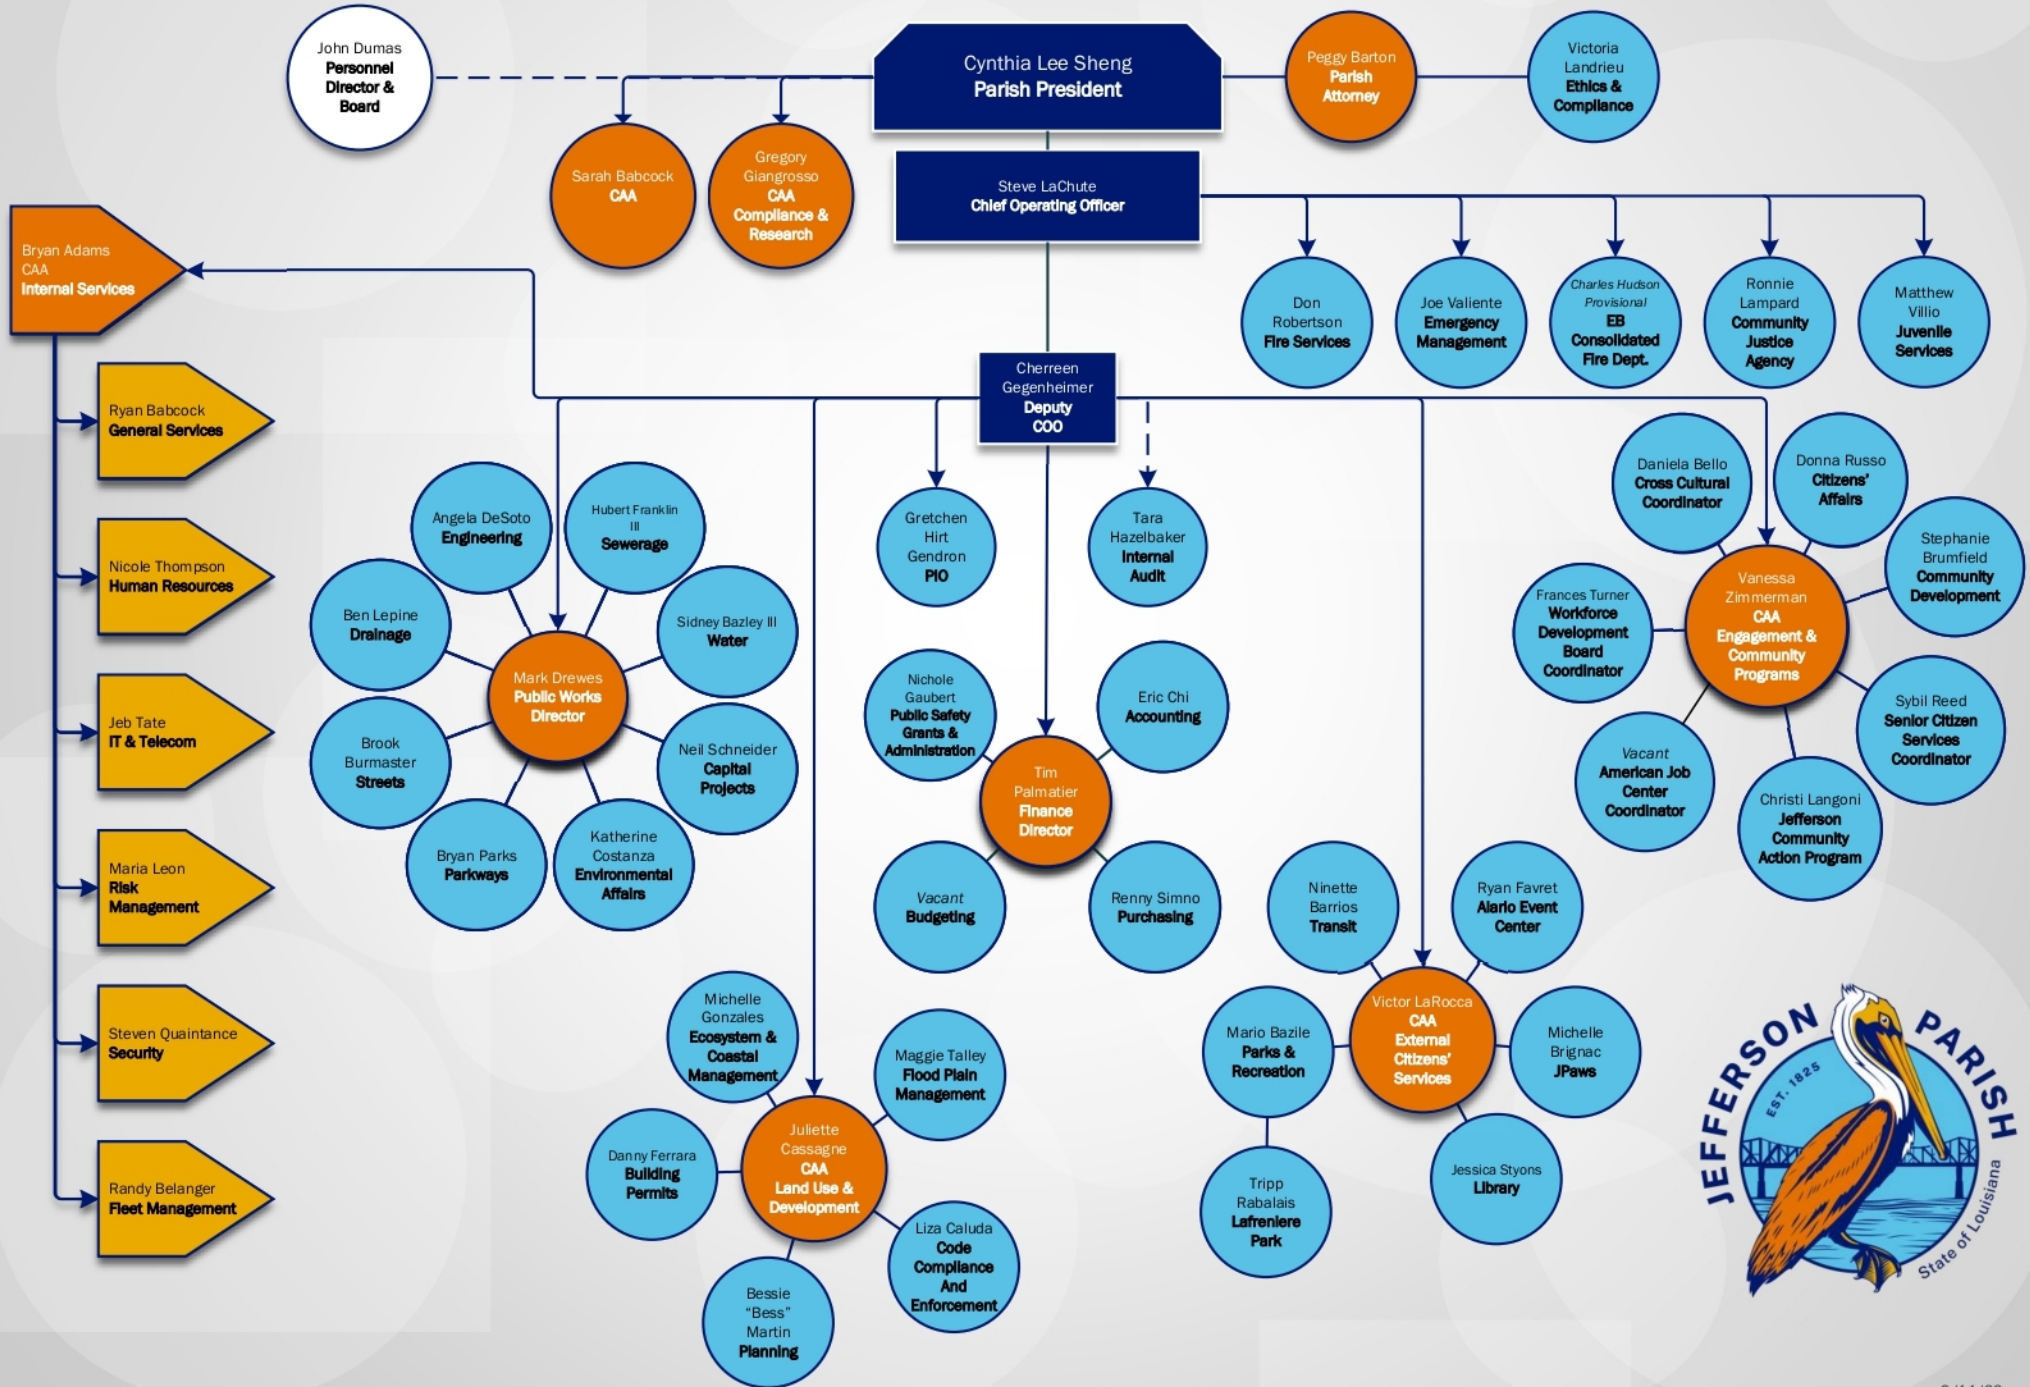 John Dumas
Personnel
Director &
Board
Cynthia Lee Sheng
Parish President
Peggy Barton
Parish
Attorney
Victoria
Landrieu
Ethics &
Compliance
Sarah Babcock
CAA
Gregory
Giangrosso
CAA
Compliance &
Research
Steve LaChute
Chief Operating Officer
Bryan Adams
CAA
Internal Services
Don
Robertson
Fire Services
Joe Valiente
Emergency
Management
Charles Hudson
Provisional
EB
Consolidated
Fire Dept.
Ronnie
Lampard
Community
Justice
Agency
Matthew
Villio
Juvenile
Services
Cherreen
Gegenheimer
Deputy
COO
Ryan Babcock
General Services
Nicole Thompson
Human Resources
Jeb Tate
IT & Telecom
Maria Leon
Risk
Management
Steven Quaintance
Security
Randy Belanger
Fleet Management
Angela DeSoto
Engineering
Hubert Franklin
III
Sewerage
Ben Lepine
Drainage
Sidney Bazley III
Water
Mark Drewes
Public Works
Director
Brook
Burmaster
Streets
Neil Schneider
Capital
Projects
Bryan Parks
Parkways
Katherine
Costanza
Environmental
Affairs
Gretchen
Hirt
Gendron
PIO
Tara
Hazelbaker
Internal
Audit
Nichole
Gaubert
Public Safety
Grants &
Administration
Eric Chi
Accounting
Tim
Palmatier
Finance
Director
Vacant
Budgeting
Renny Simno
Purchasing
Daniela Bello
Cross Cultural
Coordinator
Donna Russo
Citizens'
Affairs
Stephanie
Brumfield
Community
Development
Frances Turner
Workforce
Development
Board
Coordinator
Vanessa
Zimmerman
CAA
Engagement &
Community
Programs
Sybil Reed
Senior Citizen
Services
Coordinator
Vacant
American Job
Center
Coordinator
Christi Langoni
Jefferson
Community
Action Program
Michelle
Gonzales
Ecosystem &
Coastal
Management
Maggie Talley
Flood Plain
Management
Danny Ferrara
Building
Permits
Juliette
Cassagne
CAA
Land Use &
Development
Liza Caluda
Code
Compliance
And
Enforcement
Bessie
"Bess"
Martin
Planning
Ninette
Barrios
Transit
Ryan Favret
Alario Event
Center
Mario Bazile
Parks &
Recreation
Victor LaRocca
CAA
External
Citizens'
Services
Michelle
Brignac
JPaws
Tripp
Rabalais
Lafreniere
Park
Jessica Styons
Library
JEFFERSON PARISH
EST. 1825
State of Louisiana